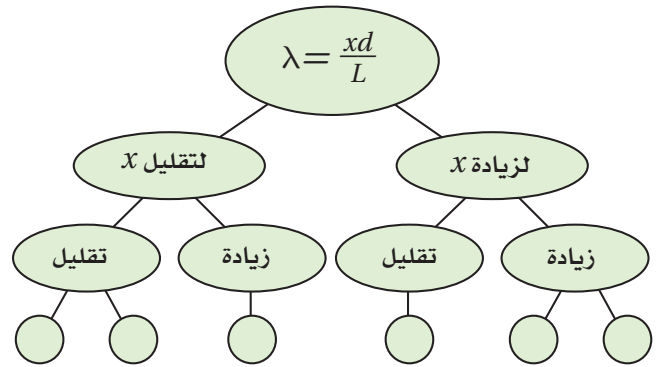 λ = xd/L
لزيادة x
لتقليل x
زيادة
تقليل
زيادة
تقليل